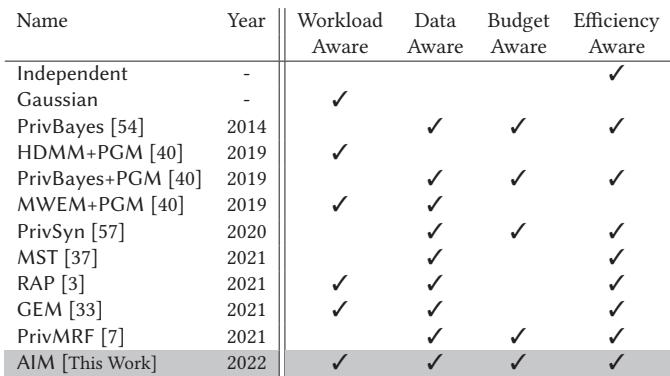 Name Year Workload Data Budget Efficiency
Aware Aware Aware Aware
Independent - ✓
Gaussian - ✓
PrivBayes [54] 2014 ✓ ✓ ✓
HDMM+PGM [40] 2019 ✓
PrivBayes+PGM [40] 2019 ✓ ✓ ✓
MWEM+PGM [40] 2019 ✓ ✓
PrivSyn [57] 2020 ✓ ✓ ✓
MST [37] 2021 ✓ ✓
RAP [3] 2021 ✓ ✓ ✓
GEM [33] 2021 ✓ ✓ ✓
PrivMRF [7] 2021 ✓ ✓ ✓
AIM [This Work] 2022 ✓ ✓ ✓ ✓